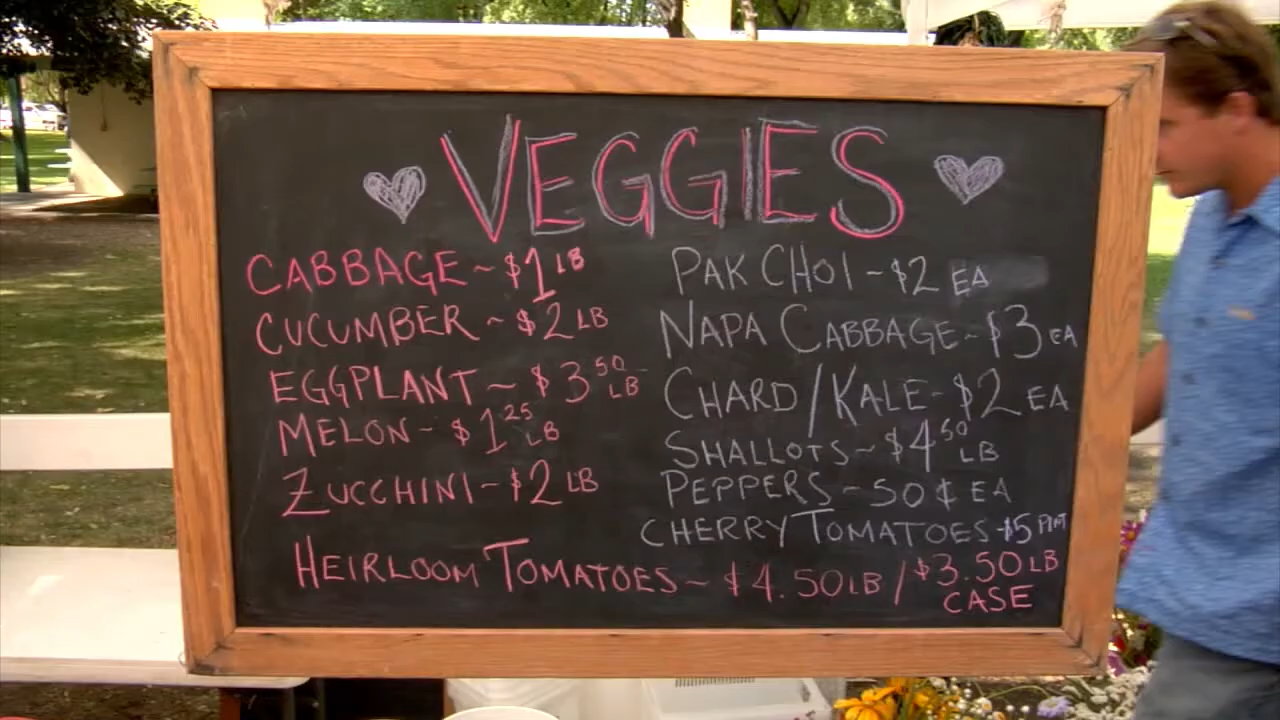 VEGGIES
CABBAGE ~ $1 LB
CUCUMBER ~ $2 LB
EGGPLANT ~ $3 50 LB
MELON - $1 25 LB
ZUCCHINI - $2 LB
PAK CHOI - $2 EA
NAPA CABBAGE - $3 EA
CHARD/KALE - $2 EA
SHALLOTS ~ $4 50 LB
PEPPERS - 50¢ EA
CHERRY TOMATOES - $5 PINT
HEIRLOOM TOMATOES ~ $4.50 LB / $3.50 LB
CASE